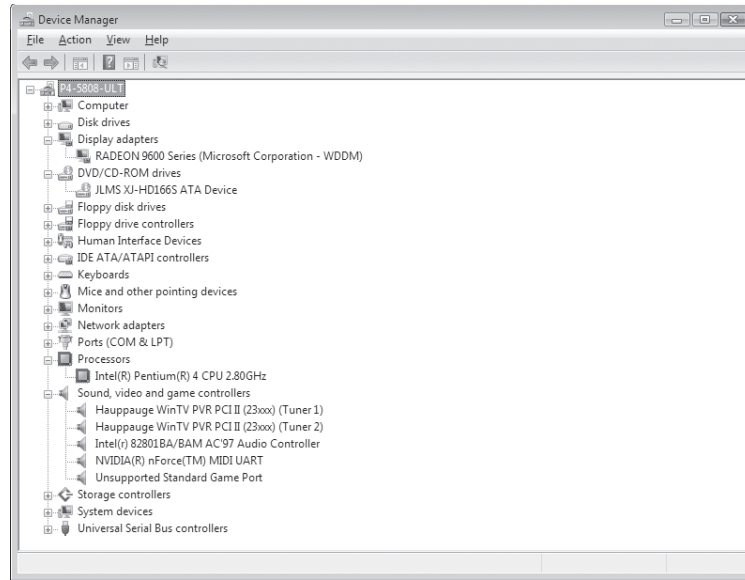 Device Manager
File Action View Help
P4-5808-ULT
Computer
Disk drives
Display adapters
RADEON 9600 Series (Microsoft Corporation - WDDM)
DVD/CD-ROM drives
JLMS XJ-HD166S ATA Device
Floppy disk drives
Floppy drive controllers
Human Interface Devices
IDE ATA/ATAPI controllers
Keyboards
Mice and other pointing devices
Monitors
Network adapters
Ports (COM & LPT)
Processors
Intel(R) Pentium(R) 4 CPU 2.80GHz
Sound, video and game controllers
Hauppauge WinTV PVR PCI II (23xxx) (Tuner 1)
Hauppauge WinTV PVR PCI II (23xxx) (Tuner 2)
Intel(r) 82801BA/BAM AC'97 Audio Controller
NVIDIA(R) nForce(TM) MIDI UART
Unsupported Standard Game Port
Storage controllers
System devices
Universal Serial Bus controllers